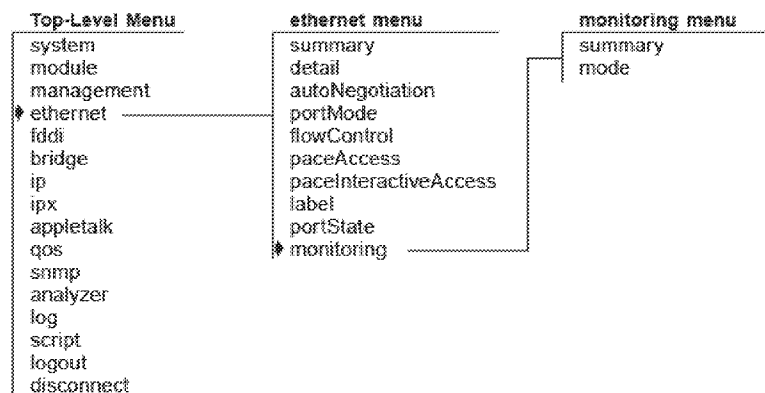 Top-Level Menu
system
module
management
ethernet
fddi
bridge
ip
ipx
appletalk
qos
snmp
analyzer
log
script
logout
disconnect
ethernet menu
summary
detail
autoNegotiation
portMode
flowControl
paceAccess
paceInteractiveAccess
label
portState
monitoring
monitoring menu
summary
mode